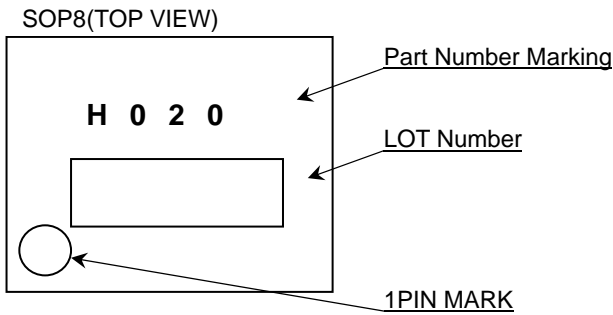 SOP8(TOP VIEW)
Part Number Marking
H 0 2 0
LOT Number
1PIN MARK